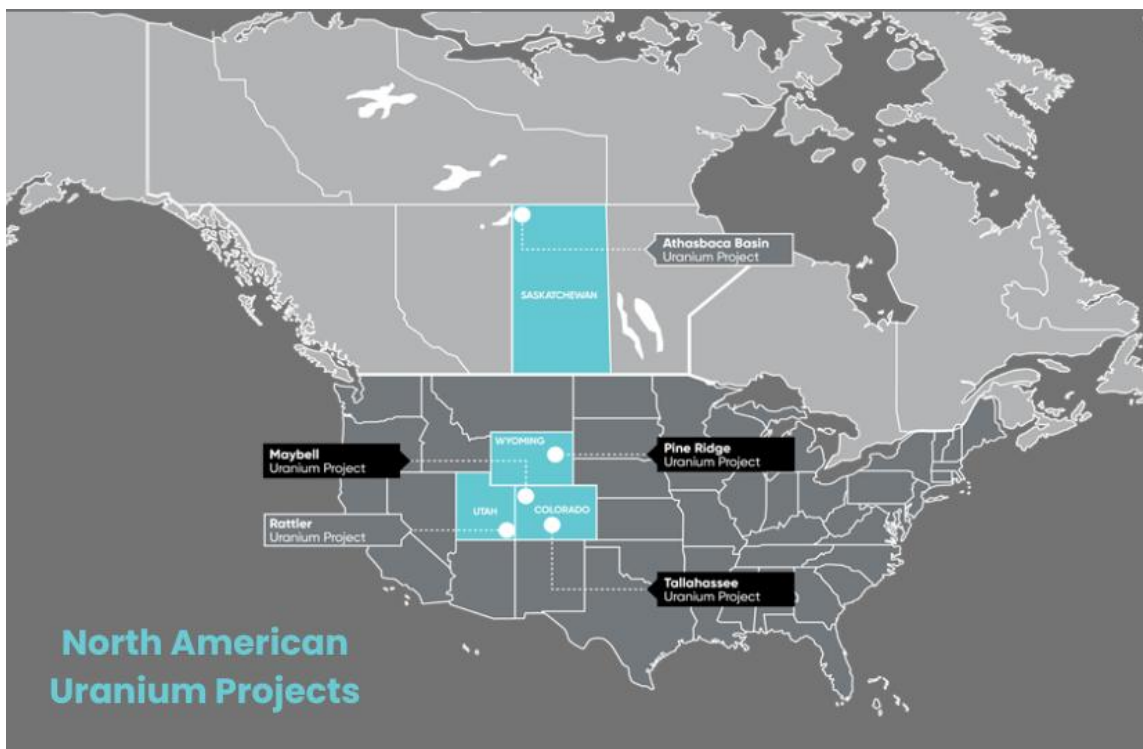 Athasbaca Basin
Uranium Project
SASKATCHEWAN
WYOMING
Maybell
Uranium Project
Pine Ridge
Uranium Project
UTAH
COLORADO
Rattler
Uranium Project
Tallahassee
Uranium Project
North American
Uranium Projects